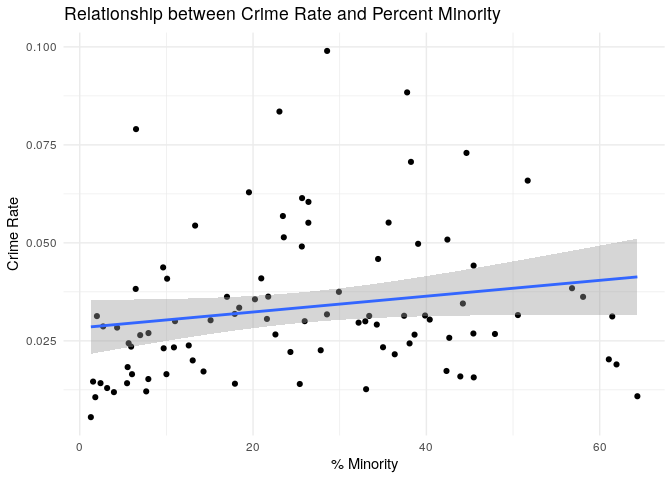 Relationship between Crime Rate and Percent Minority
0.100
0.075
0.050
0.025
Crime Rate
0 20 40 60
% Minority